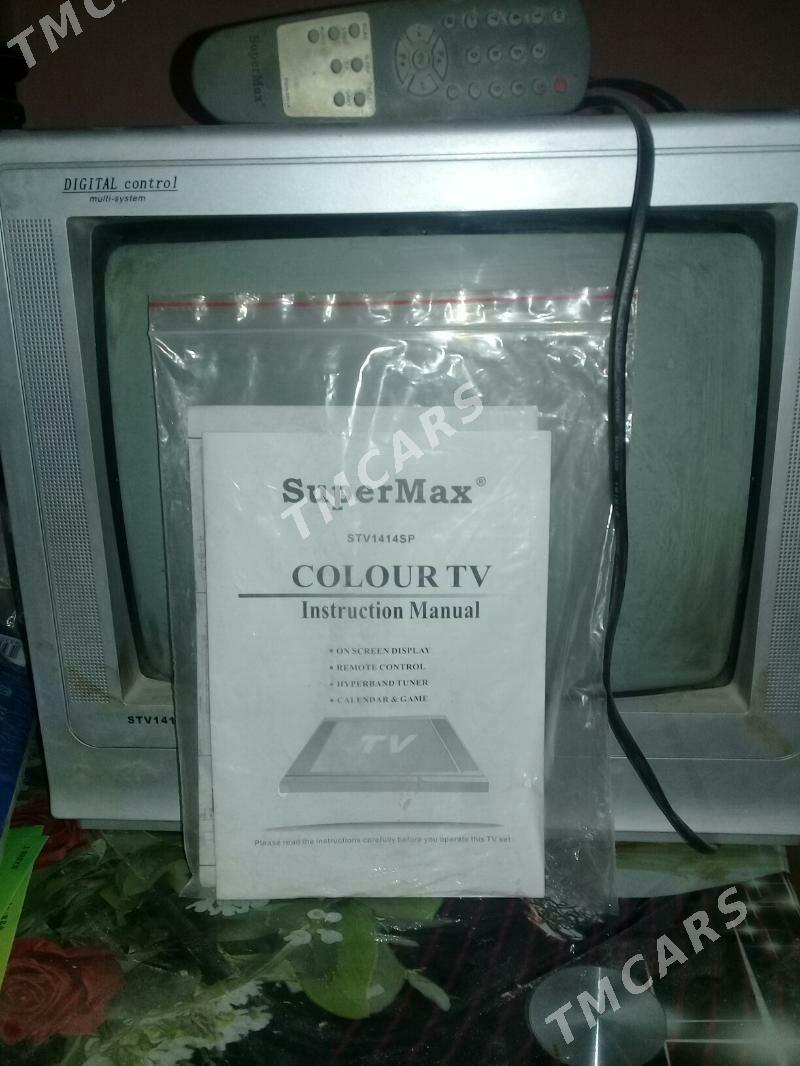 TMCARS
SuperMax
DIGITAL control
multi-system
SuperMax®
TMCARS
STV1414SP
COLOUR TV
Instruction Manual
• ON SCREEN DISPLAY
• REMOTE CONTROL
• HYPERBAND TUNER
• CALENDAR & GAME
STV141
TV
Please read the instructions carefully before you operate this TV set
TMCARS